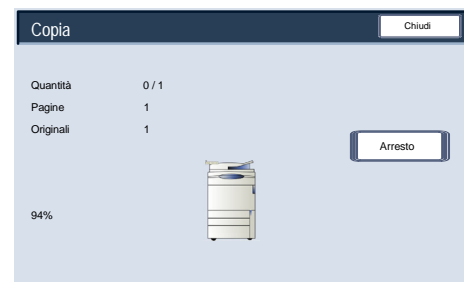 Copia
Chiudi
Quantità 0 / 1
Pagine 1
Originali 1
Arresto
94%